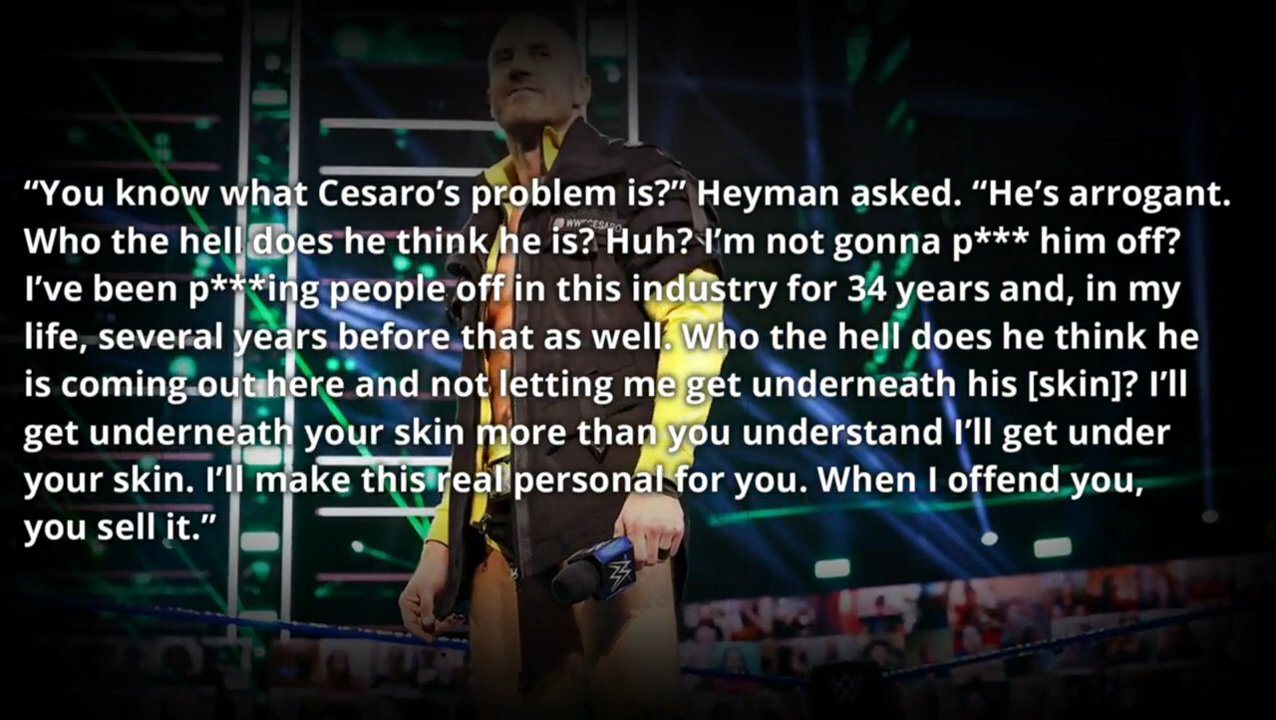 “You know what Cesaro’s problem is?” Heyman asked. “He’s arrogant.
Who the hell does he think he is? Huh? I’m not gonna p*** him off?
I’ve been p***ing people off in this industry for 34 years and, in my
life, several years before that as well. Who the hell does he think he
is coming out here and not letting me get underneath his [skin]? I’ll
get underneath your skin more than you understand I’ll get under
your skin. I’ll make this real personal for you. When I offend you,
you sell it.”
WWECESARO
W